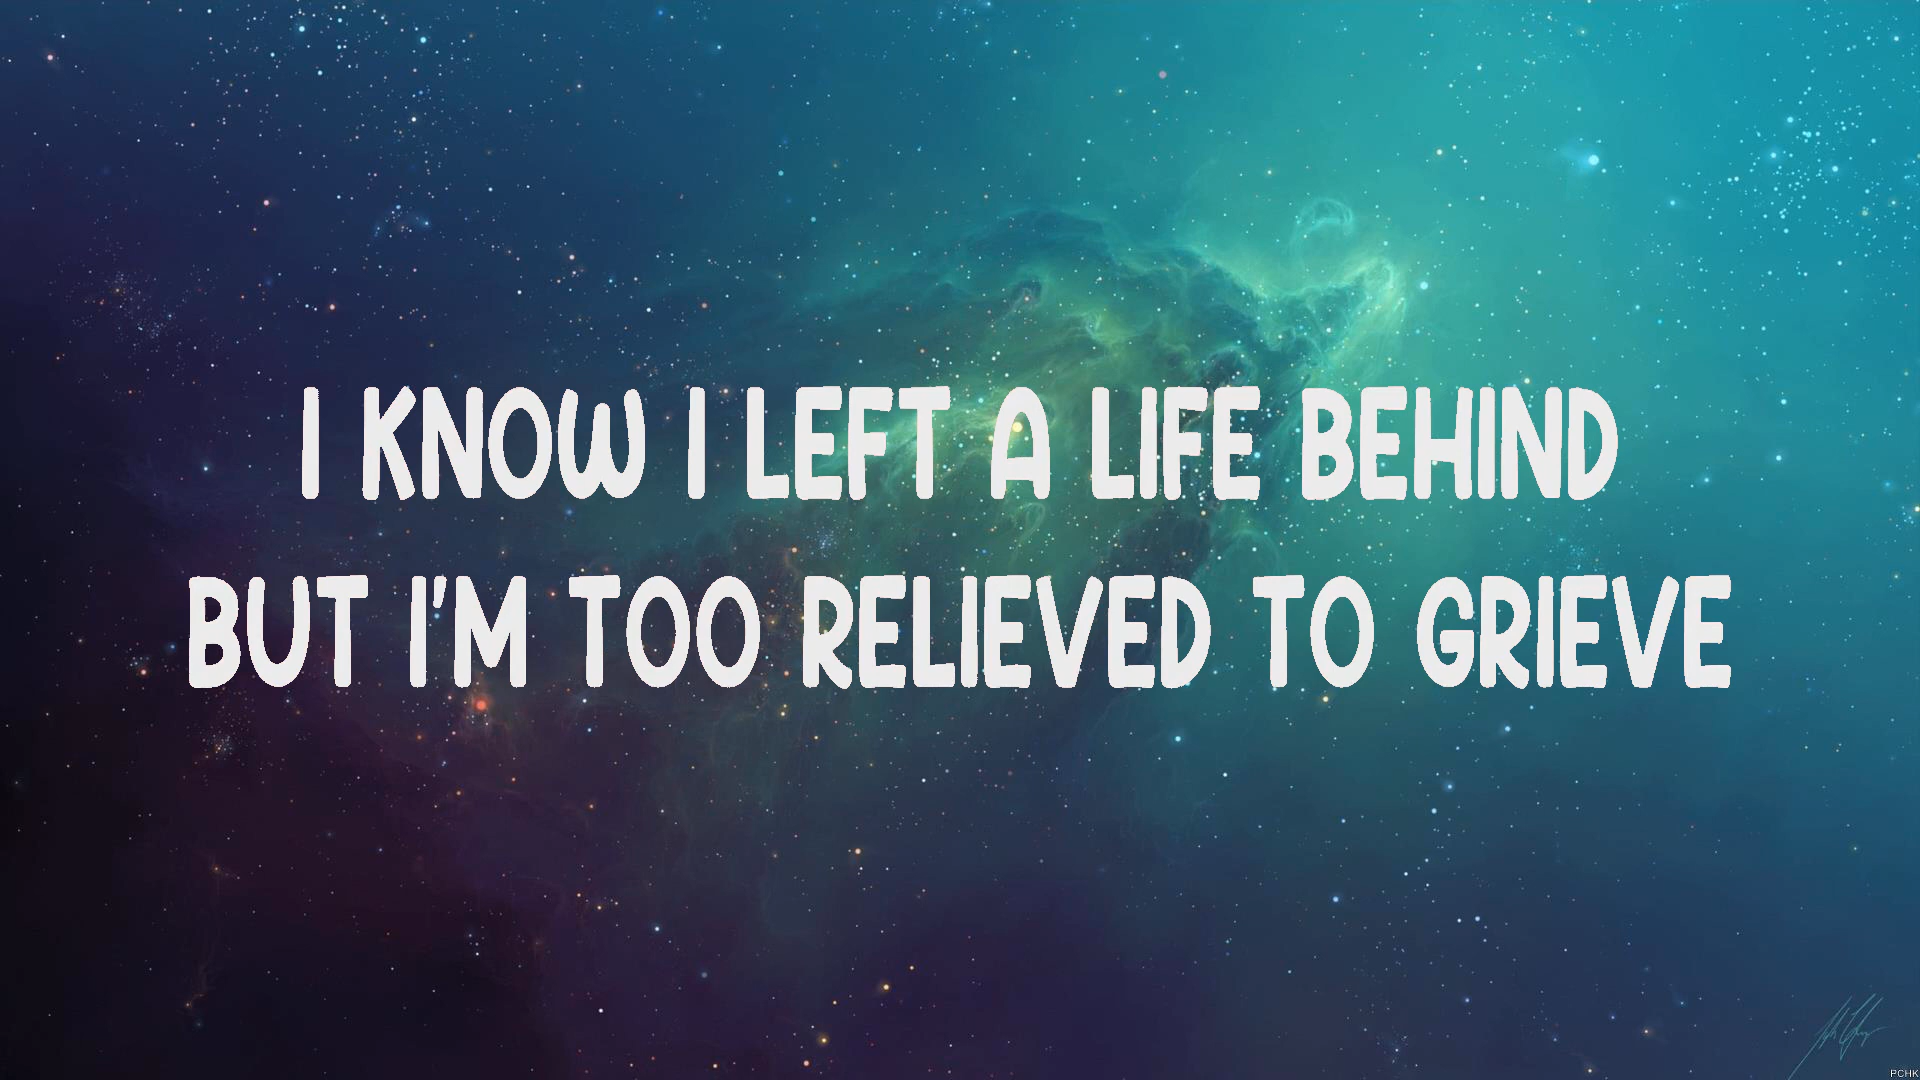 I KNOW I LEFT A LIFE BEHIND
BUT I'M TOO RELIEVED TO GRIEVE
PCHK